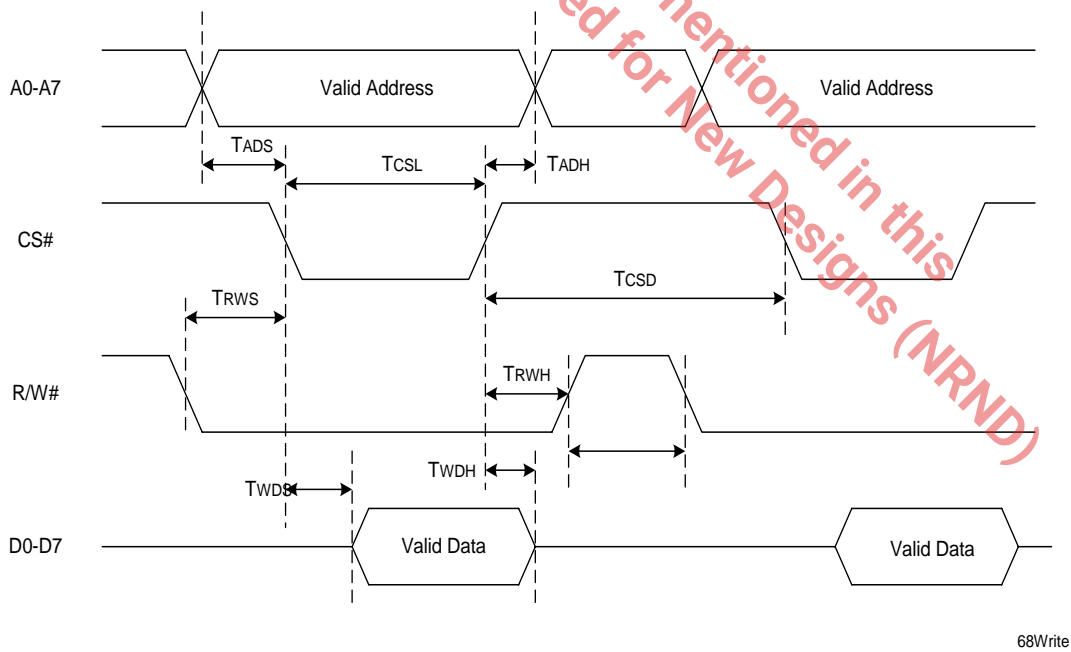 mentioned in this
ed for New Designs (NRND)
A0-A7
Valid Address
Valid Address
TADS
TCSL
TADH
CS#
TCSD
TRWS
R/W#
TRWH
TWDH
TWDS
D0-D7
Valid Data
Valid Data
68Write